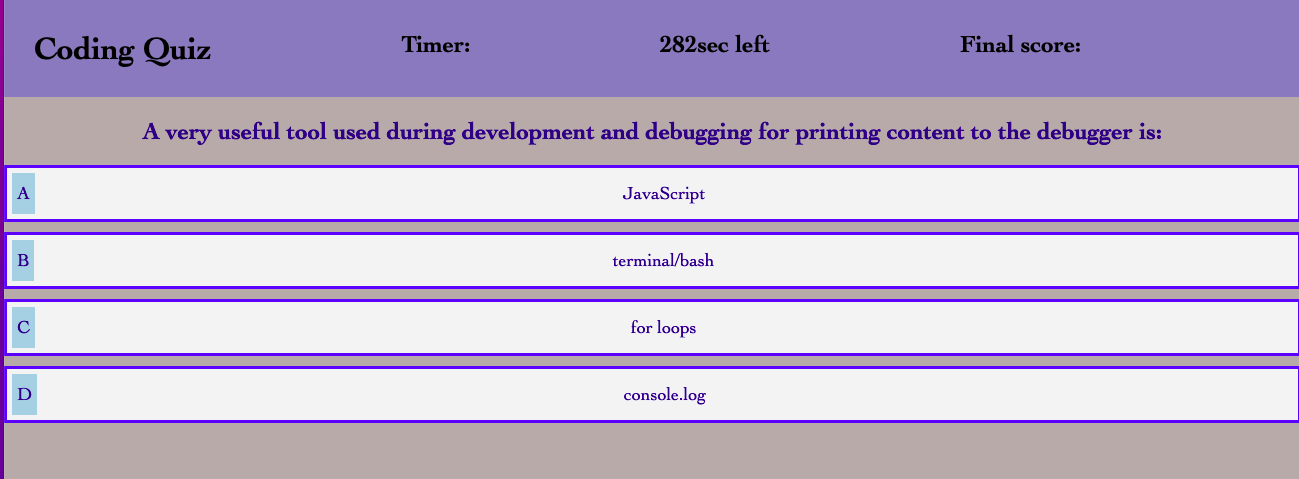 Coding Quiz Timer: 282sec left Final score:
A very useful tool used during development and debugging for printing content to the debugger is:
A JavaScript
B terminal/bash
C for loops
D console.log